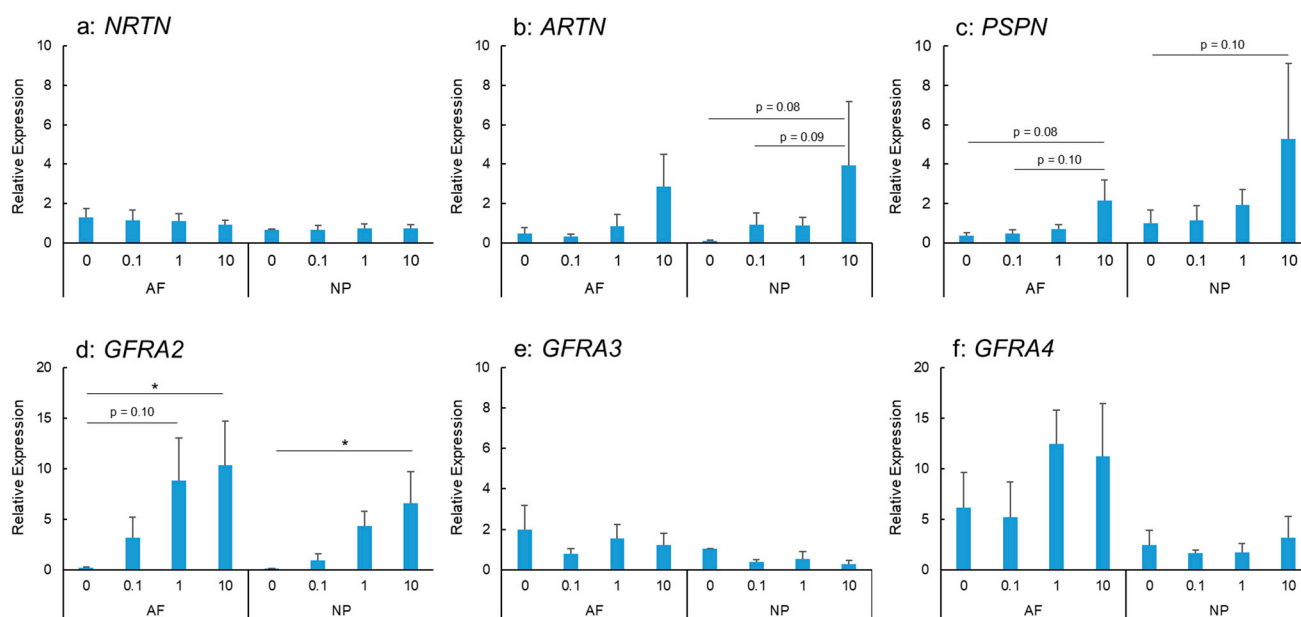 a: NRTN
10
8
6
4
2
0
Relative Expression
0 0.1 1 10 0 0.1 1 10
AF NP
b: ARTN
10
8
6
4
2
0
Relative Expression
p = 0.08
p = 0.09
0 0.1 1 10 0 0.1 1 10
AF NP
c: PSPN
10
8
6
4
2
0
Relative Expression
p = 0.10
p = 0.08
p = 0.10
0 0.1 1 10 0 0.1 1 10
AF NP
d: GFRA2
20
15
10
5
0
Relative Expression
*
p = 0.10
*
0 0.1 1 10 0 0.1 1 10
AF NP
e: GFRA3
10
8
6
4
2
0
Relative Expression
0 0.1 1 10 0 0.1 1 10
AF NP
f: GFRA4
20
15
10
5
0
Relative Expression
0 0.1 1 10 0 0.1 1 10
AF NP